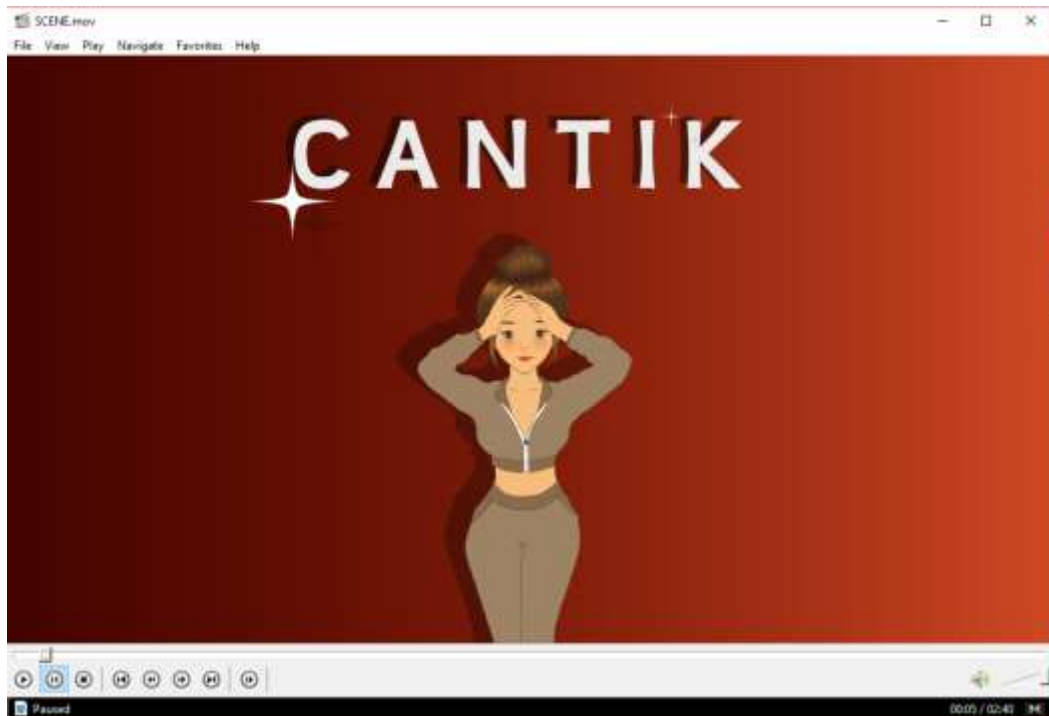 SCENE.mov
File View Play Navigate Favorites Help
CANTIK
Paused
00:05 / 02:40